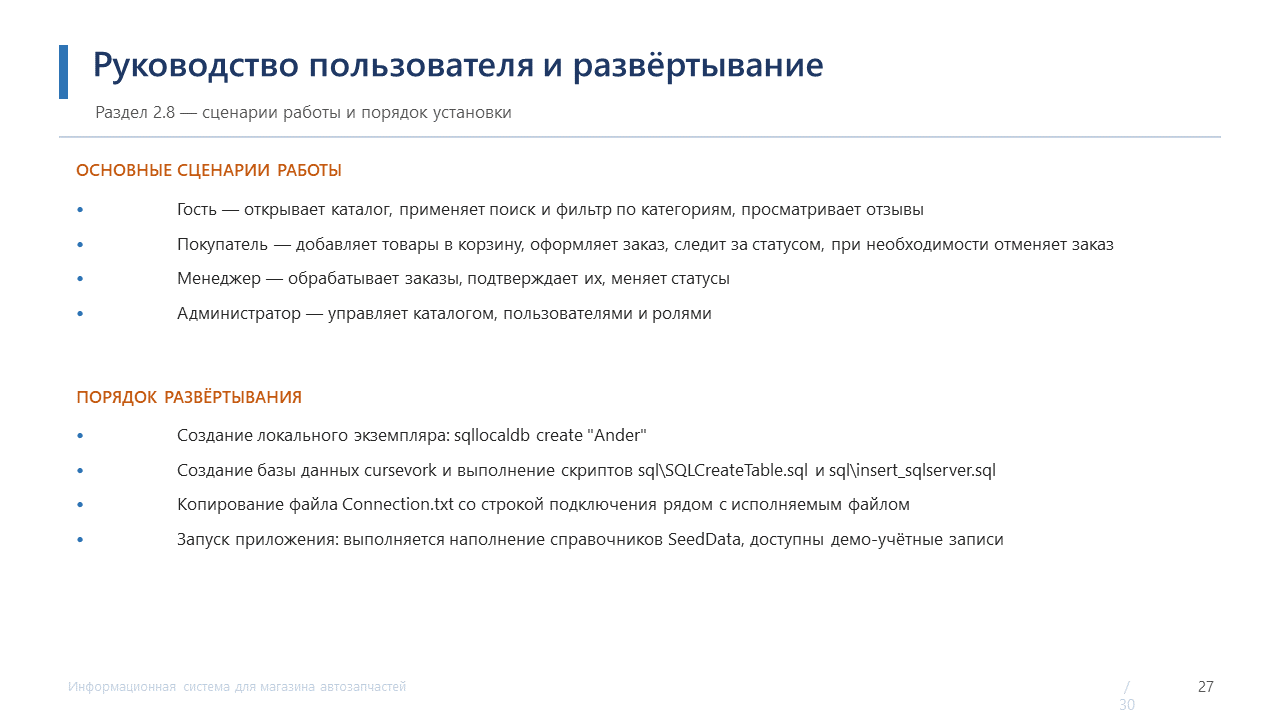 Руководство пользователя и развёртывание
Раздел 2.8 — сценарии работы и порядок установки
ОСНОВНЫЕ СЦЕНАРИИ РАБОТЫ
• Гость — открывает каталог, применяет поиск и фильтр по категориям, просматривает отзывы
• Покупатель — добавляет товары в корзину, оформляет заказ, следит за статусом, при необходимости отменяет заказ
• Менеджер — обрабатывает заказы, подтверждает их, меняет статусы
• Администратор — управляет каталогом, пользователями и ролями
ПОРЯДОК РАЗВЁРТЫВАНИЯ
• Создание локального экземпляра: sqllocaldb create "Ander"
• Создание базы данных cursevork и выполнение скриптов sql\SQLCreateTable.sql и sql\insert_sqlserver.sql
• Копирование файла Connection.txt со строкой подключения рядом с исполняемым файлом
• Запуск приложения: выполняется наполнение справочников SeedData, доступны демо-учётные записи
Информационная система для магазина автозапчастей
/
30
27